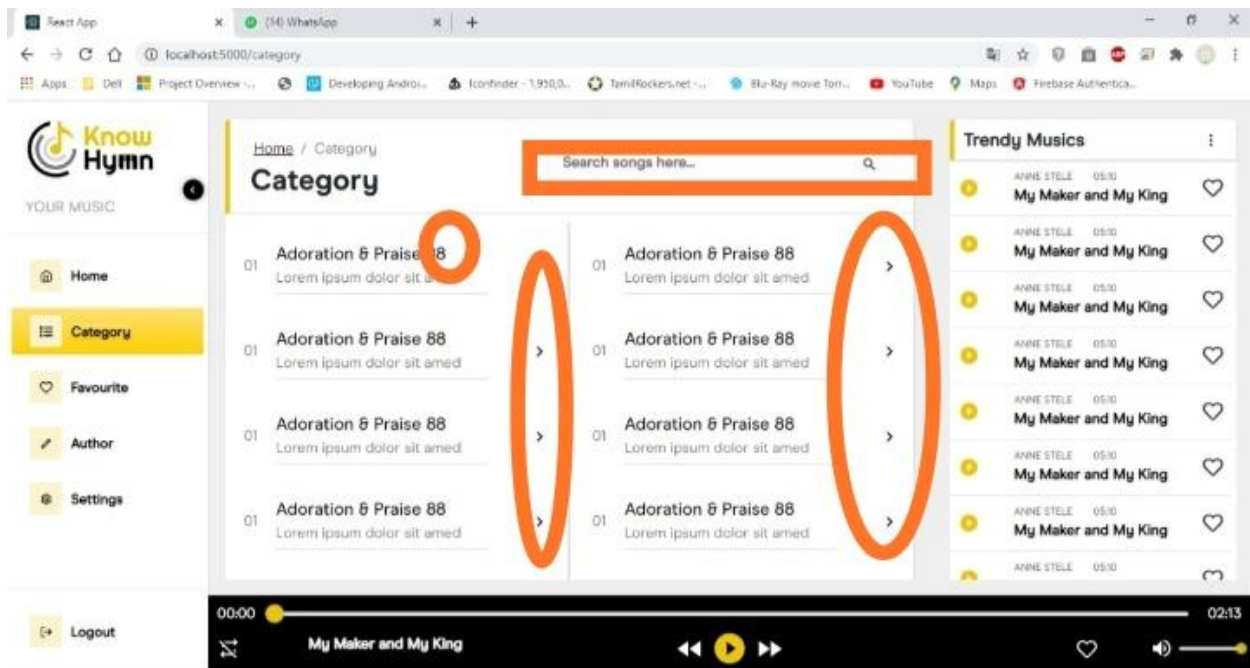 React App
(14) WhatsApp
localhost:5000/category
Apps
Dell
Project Overview -...
Developing Androi...
Iconfinder - 1,950,0...
TamilRockers.net -...
Blu-Ray movie Torr...
YouTube
Maps
Firebase Authentica...
Know
Hymn
YOUR MUSIC
Home
Category
Favourite
Author
Settings
Logout
Home / Category
Category
Search songs here...
01
Adoration & Praise 88
Lorem ipsum dolor sit amed
01
Adoration & Praise 88
Lorem ipsum dolor sit amed
01
Adoration & Praise 88
Lorem ipsum dolor sit amed
01
Adoration & Praise 88
Lorem ipsum dolor sit amed
01
Adoration & Praise 88
Lorem ipsum dolor sit amed
01
Adoration & Praise 88
Lorem ipsum dolor sit amed
01
Adoration & Praise 88
Lorem ipsum dolor sit amed
01
Adoration & Praise 88
Lorem ipsum dolor sit amed
Trendy Musics
ANNE STELE 05:10
My Maker and My King
ANNE STELE 05:10
My Maker and My King
ANNE STELE 05:10
My Maker and My King
ANNE STELE 05:10
My Maker and My King
ANNE STELE 05:10
My Maker and My King
ANNE STELE 05:10
My Maker and My King
ANNE STELE 05:10
My Maker and My King
ANNE STELE 05:10
00:00
02:13
My Maker and My King